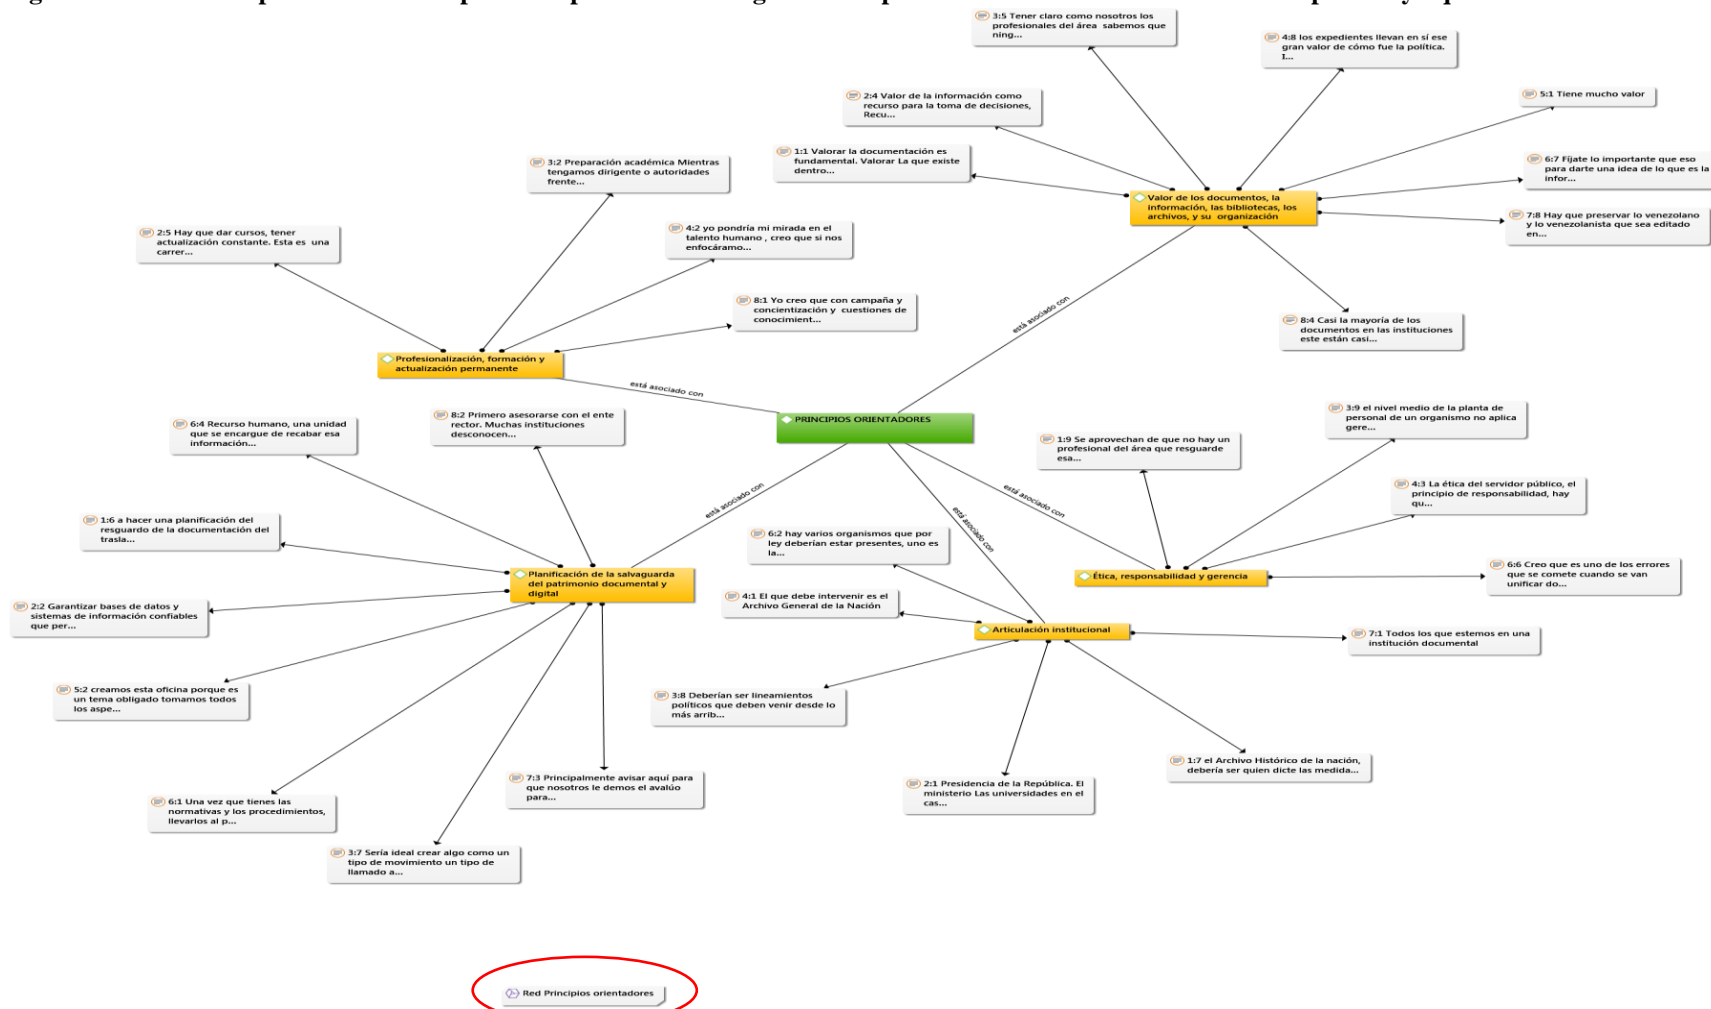 3:5 Tener claro como nosotros los
profesionales del área sabemos que
ning...
4:8 los expedientes llevan en sí ese
gran valor de cómo fue la política.
I...
2:4 Valor de la información como
recurso para la toma de decisiones,
Recu...
5:1 Tiene mucho valor
1:1 Valorar la documentación es
fundamental. Valorar La que existe
dentro...
6:7 Fíjate lo importante que eso
para darte una idea de lo que es la
infor...
3:2 Preparación académica Mientras
tengamos dirigente o autoridades
frente...
Valor de los documentos, la
información, las bibliotecas, los
archivos, y su organización
7:8 Hay que preservar lo venezolano
y lo venezolanista que sea editado
en...
2:5 Hay que dar cursos, tener
actualización constante. Esta es una
carrer...
4:2 yo pondría mi mirada en el
talento humano , creo que si nos
enfocáramo...
8:1 Yo creo que con campaña y
concientización y cuestiones de
conocimient...
8:4 Casi la mayoría de los
documentos en las instituciones
este están casi...
está asociado con
Profesionalización, formación y
actualización permanente
está asociado con
PRINCIPIOS ORIENTADORES
6:4 Recurso humano, una unidad
que se encargue de recabar esa
información...
8:2 Primero asesorarse con el ente
rector. Muchas instituciones
desconocen...
3:9 el nivel medio de la planta de
personal de un organismo no aplica
gere...
1:9 Se aprovechan de que no hay un
profesional del área que resguarde
esa...
está asociado con
está asociado con
está asociado con
4:3 La ética del servidor público, el
principio de responsabilidad, hay
qu...
1:6 a hacer una planificación del
resguardo de la documentación del
trasla...
6:2 hay varios organismos que por
ley deberían estar presentes, uno es
la...
Planificación de la salvaguarda
del patrimonio documental y
digital
Ética, responsabilidad y gerencia
6:6 Creo que es uno de los errores
que se comete cuando se van
unificar do...
2:2 Garantizar bases de datos y
sistemas de información confiables
que per...
4:1 El que debe intervenir es el
Archivo General de la Nación
Articulación institucional
7:1 Todos los que estemos en una
institución documental
5:2 creamos esta oficina porque es
un tema obligado tomamos todos
los aspe...
3:8 Deberían ser lineamientos
políticos que deben venir desde lo
más arrib...
1:7 el Archivo Histórico de la nación,
debería ser quien dicte las medida...
7:3 Principalmente avisar aquí para
que nosotros le demos el avalúo
para...
2:1 Presidencia de la República. El
ministerio Las universidades en el
cas...
6:1 Una vez que tienes las
normativas y los procedimientos,
llevarlos al p...
3:7 Sería ideal crear algo como un
tipo de movimiento un tipo de
llamado a...
Red Principios orientadores